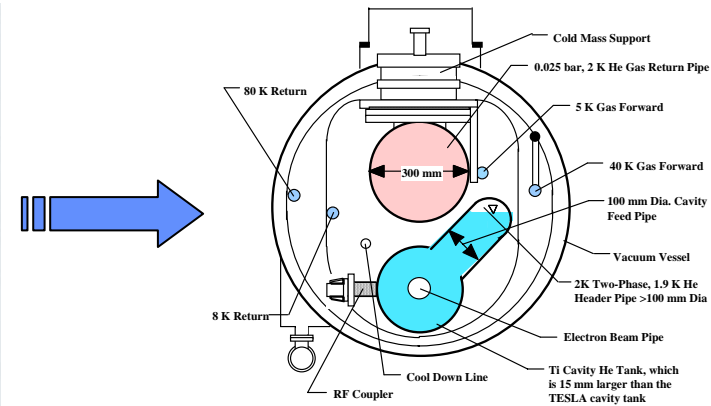 Cold Mass Support
0.025 bar, 2 K He Gas Return Pipe
80 K Return
5 K Gas Forward
300 mm
40 K Gas Forward
100 mm Dia. Cavity
Feed Pipe
Vacuum Vessel
2K Two-Phase, 1.9 K He
Header Pipe >100 mm Dia
8 K Return
Electron Beam Pipe
Ti Cavity He Tank, which
is 15 mm larger than the
TESLA cavity tank
Cool Down Line
RF Coupler